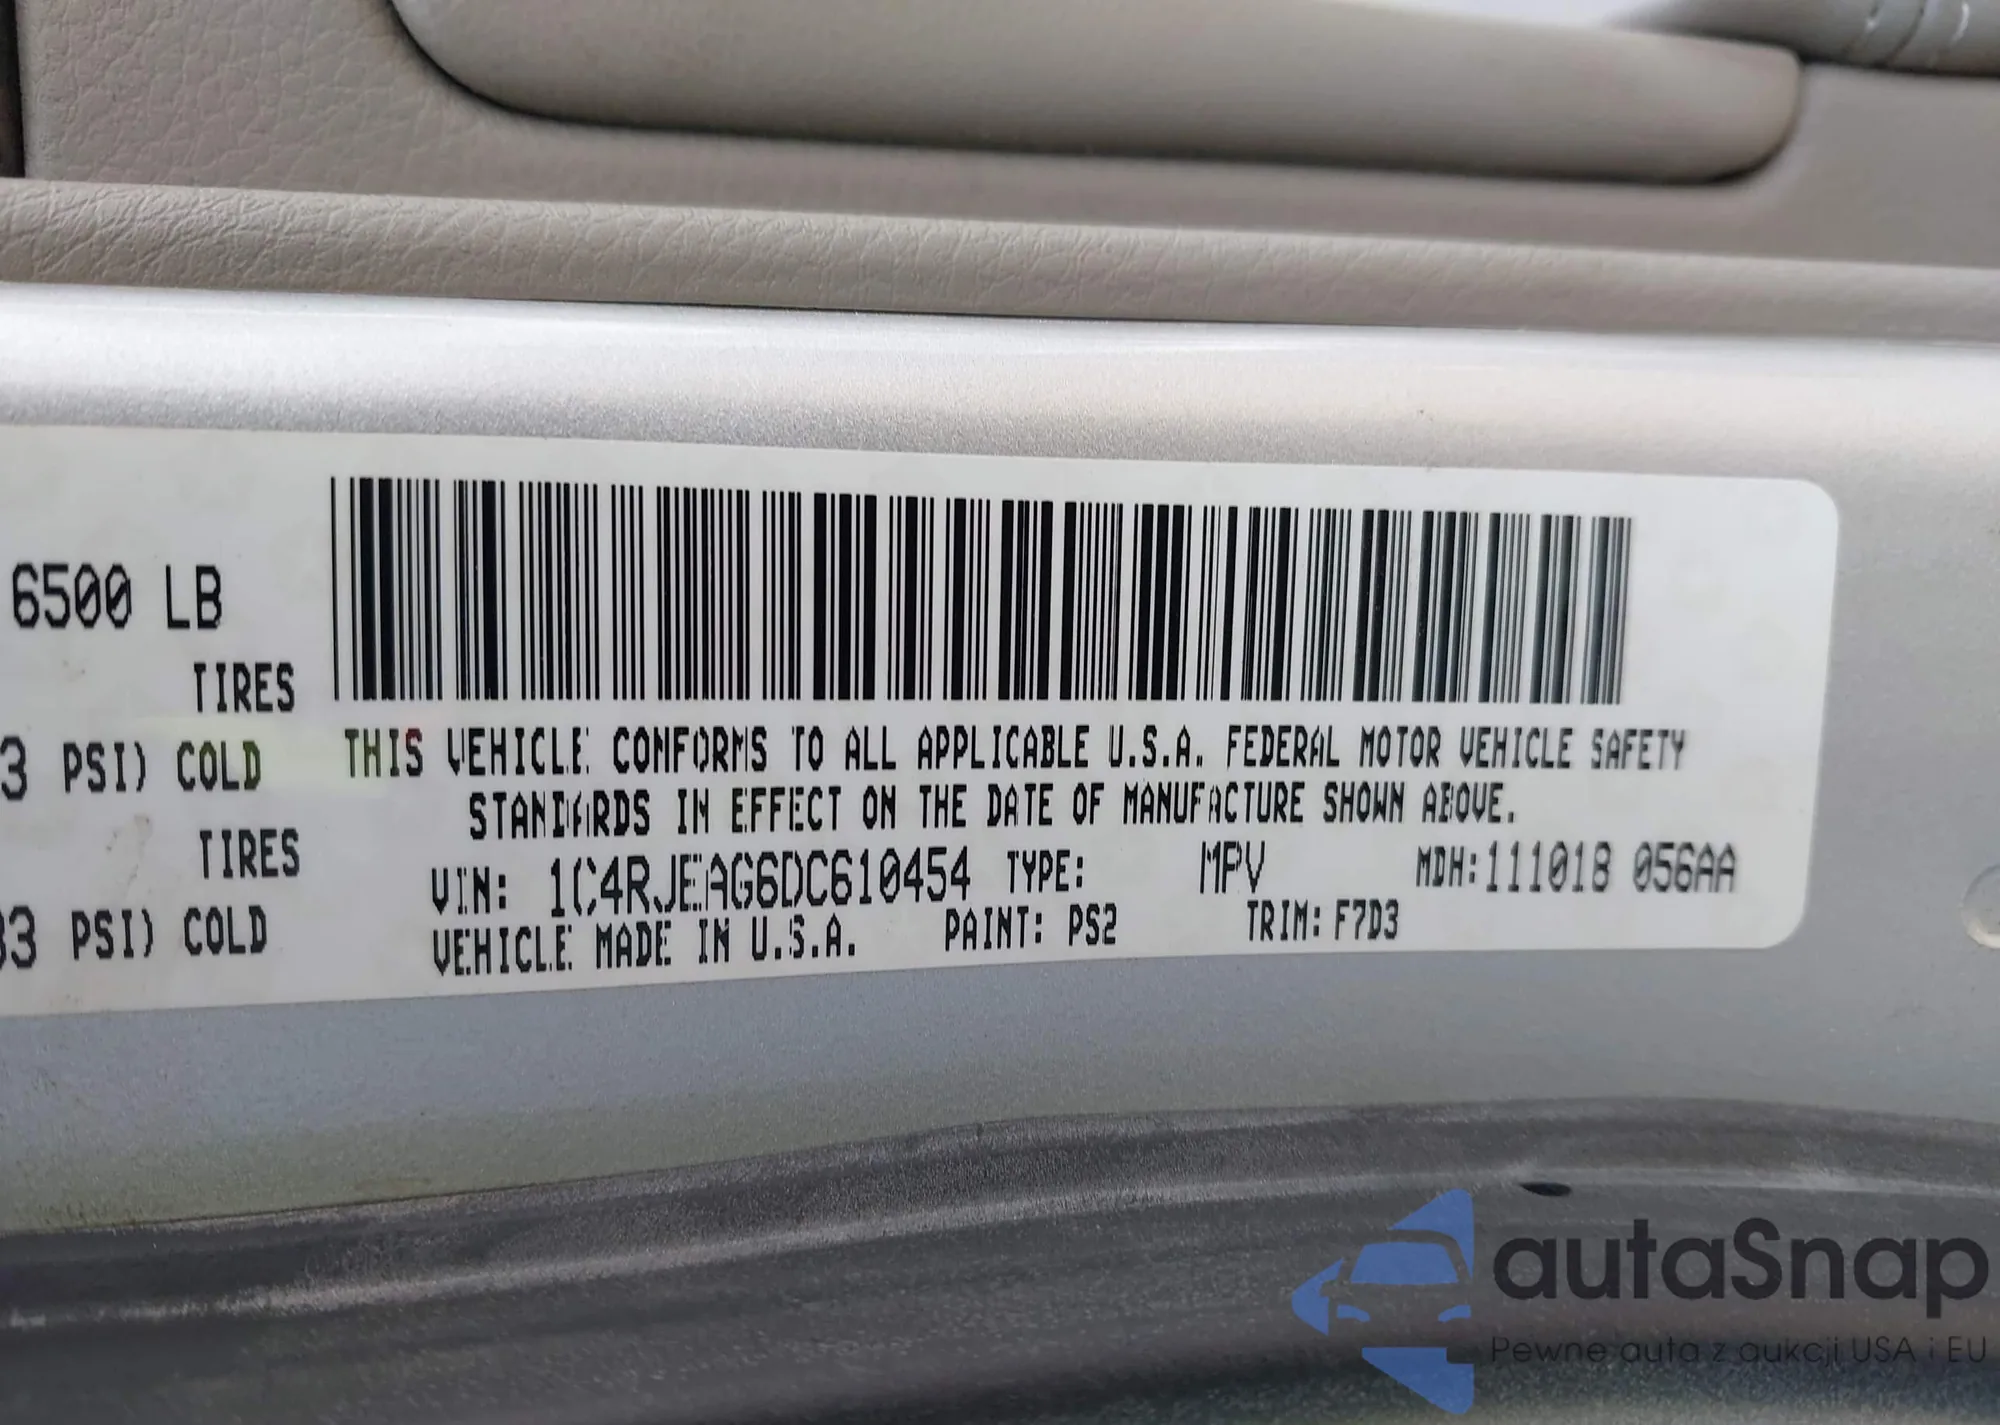 6500 LB
TIRES
3 PSI) COLD
TIRES
33 PSI) COLD
THIS VEHICLE CONFORMS TO ALL APPLICABLE U.S.A. FEDERAL MOTOR VEHICLE SAFETY
STANDARDS IN EFFECT ON THE DATE OF MANUFACTURE SHOWN ABOVE.
VIN: 1C4RJEAG6DC610454 TYPE: MPV MDH:111018 056AA
VEHICLE MADE IN U.S.A. PAINT: PS2 TRIM: F7D3
autaSnap
Pewne auta z aukcji USA i EU